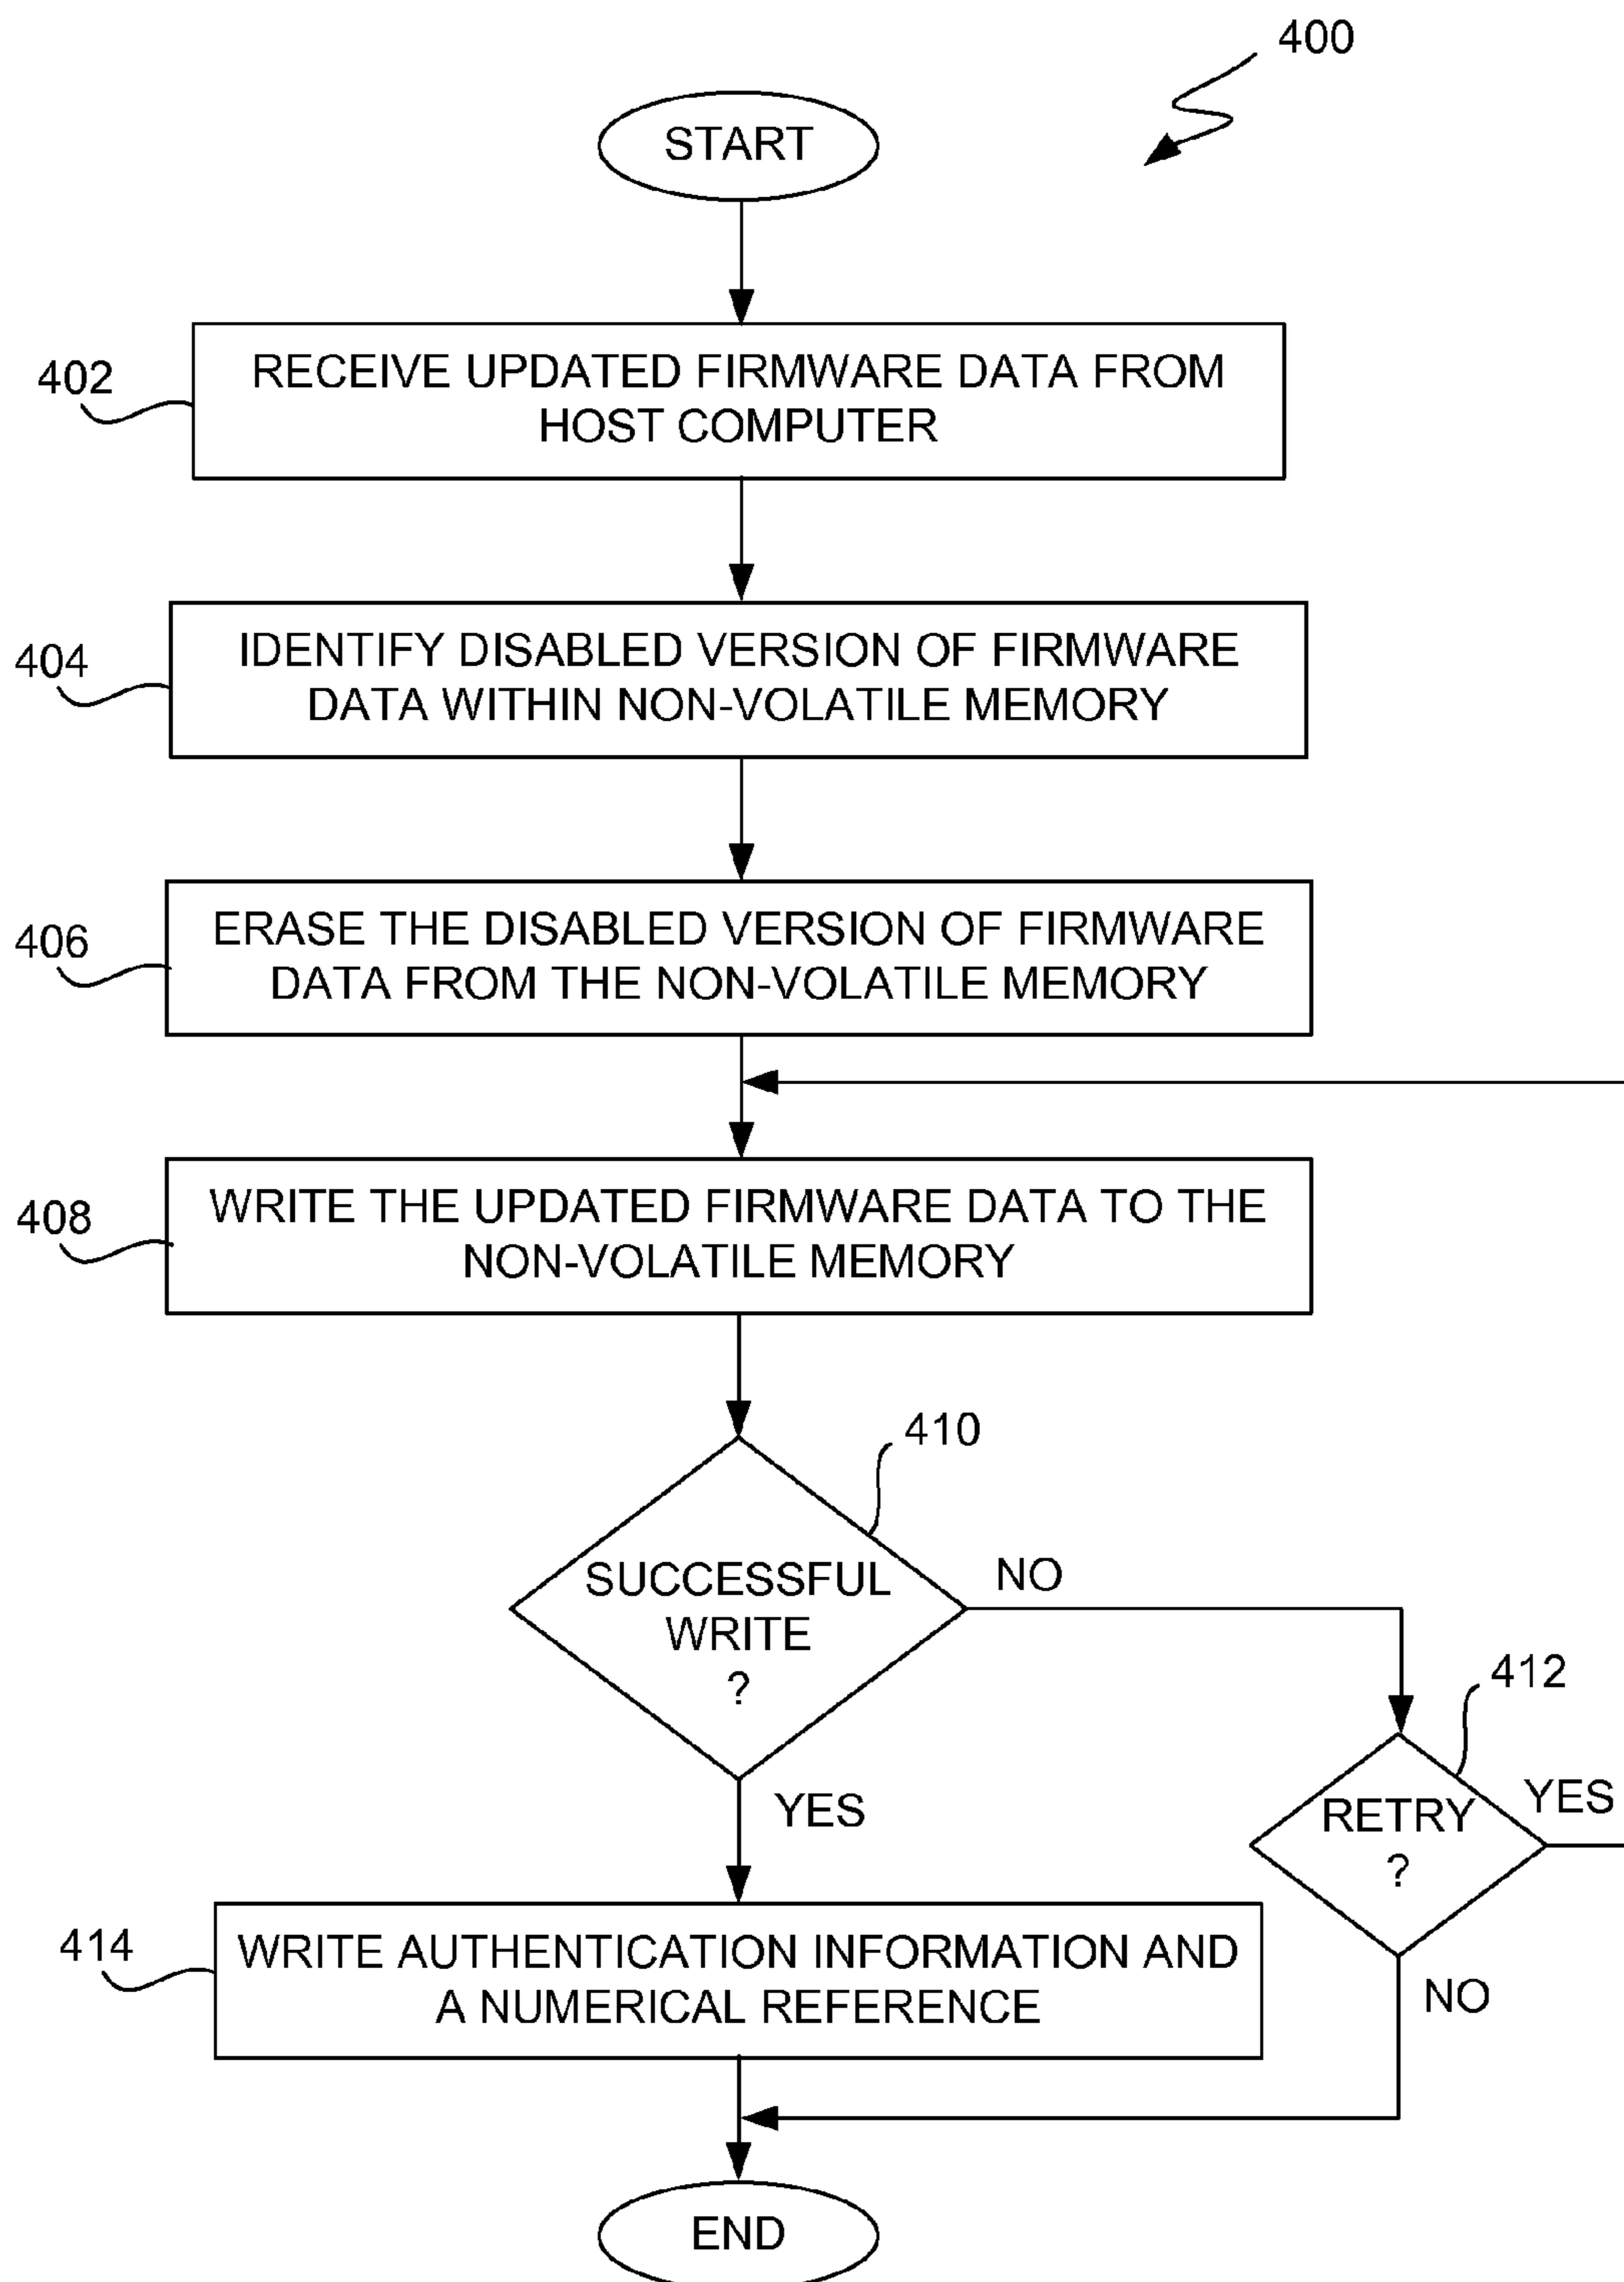 400
START
402
RECEIVE UPDATED FIRMWARE DATA FROM
HOST COMPUTER
404
IDENTIFY DISABLED VERSION OF FIRMWARE
DATA WITHIN NON-VOLATILE MEMORY
406
ERASE THE DISABLED VERSION OF FIRMWARE
DATA FROM THE NON-VOLATILE MEMORY
408
WRITE THE UPDATED FIRMWARE DATA TO THE
NON-VOLATILE MEMORY
410
SUCCESSFUL
WRITE
?
NO
412
RETRY
?
YES
YES
414
WRITE AUTHENTICATION INFORMATION AND
A NUMERICAL REFERENCE
NO
END